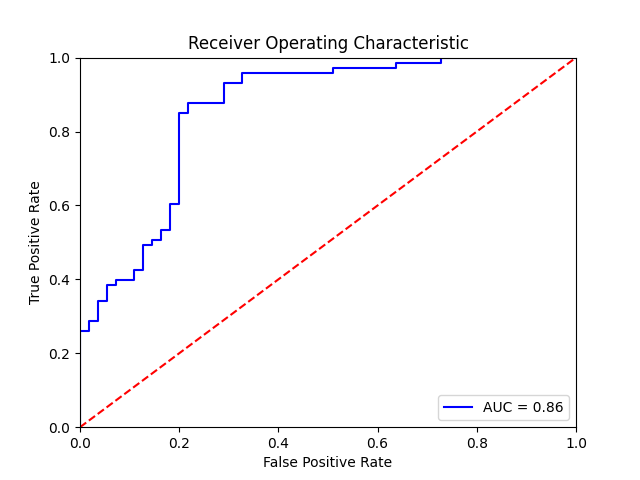 Receiver Operating Characteristic
1.0
0.8
0.6
0.4
0.2
0.0
True Positive Rate
AUC = 0.86
0.0 0.2 0.4 0.6 0.8 1.0
False Positive Rate